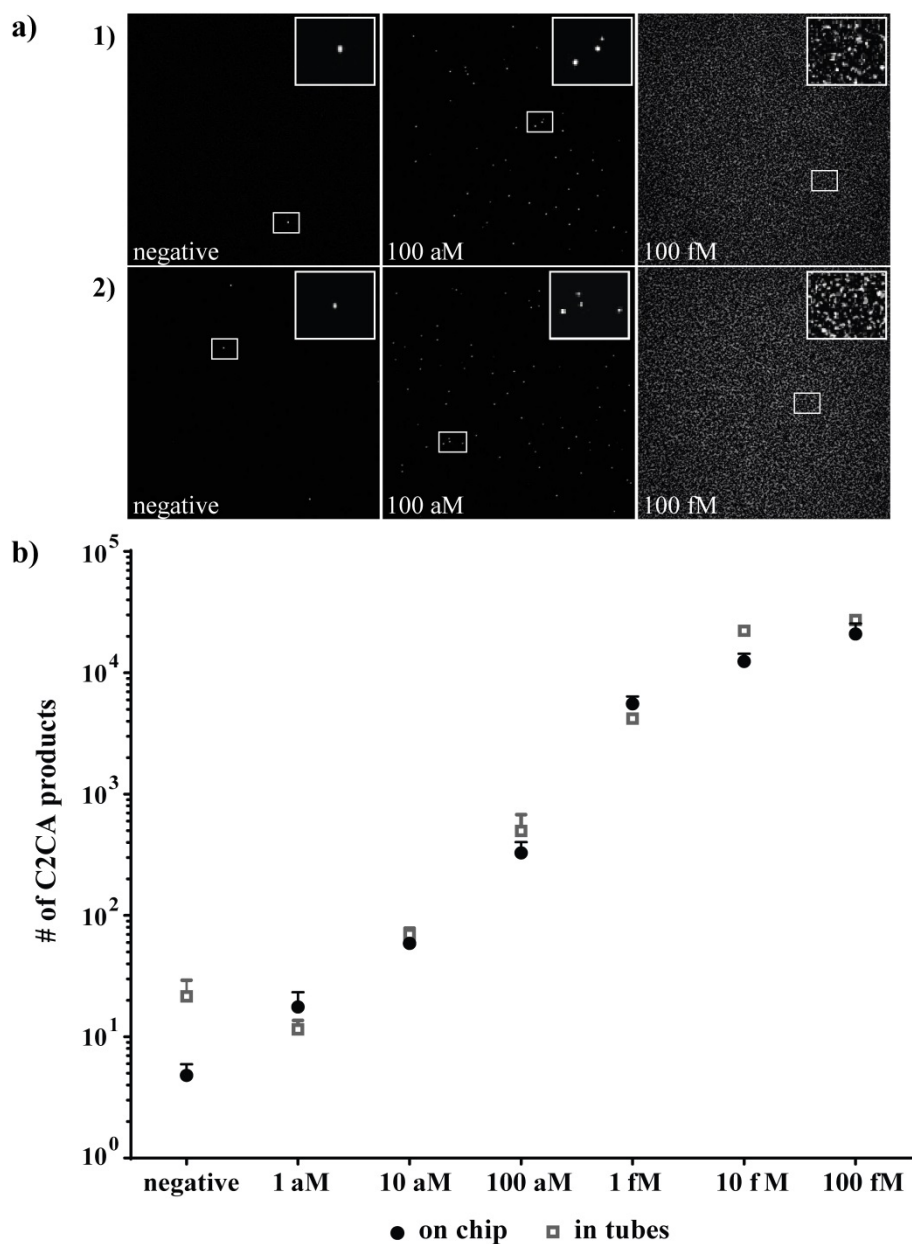 a)
1)
negative
100 aM
100 fM
2)
negative
100 aM
100 fM
b)
# of C2CA products
10^5
10^4
10^3
10^2
10^1
10^0
negative 1 aM 10 aM 100 aM 1 fM 10 f M 100 fM
on chip in tubes